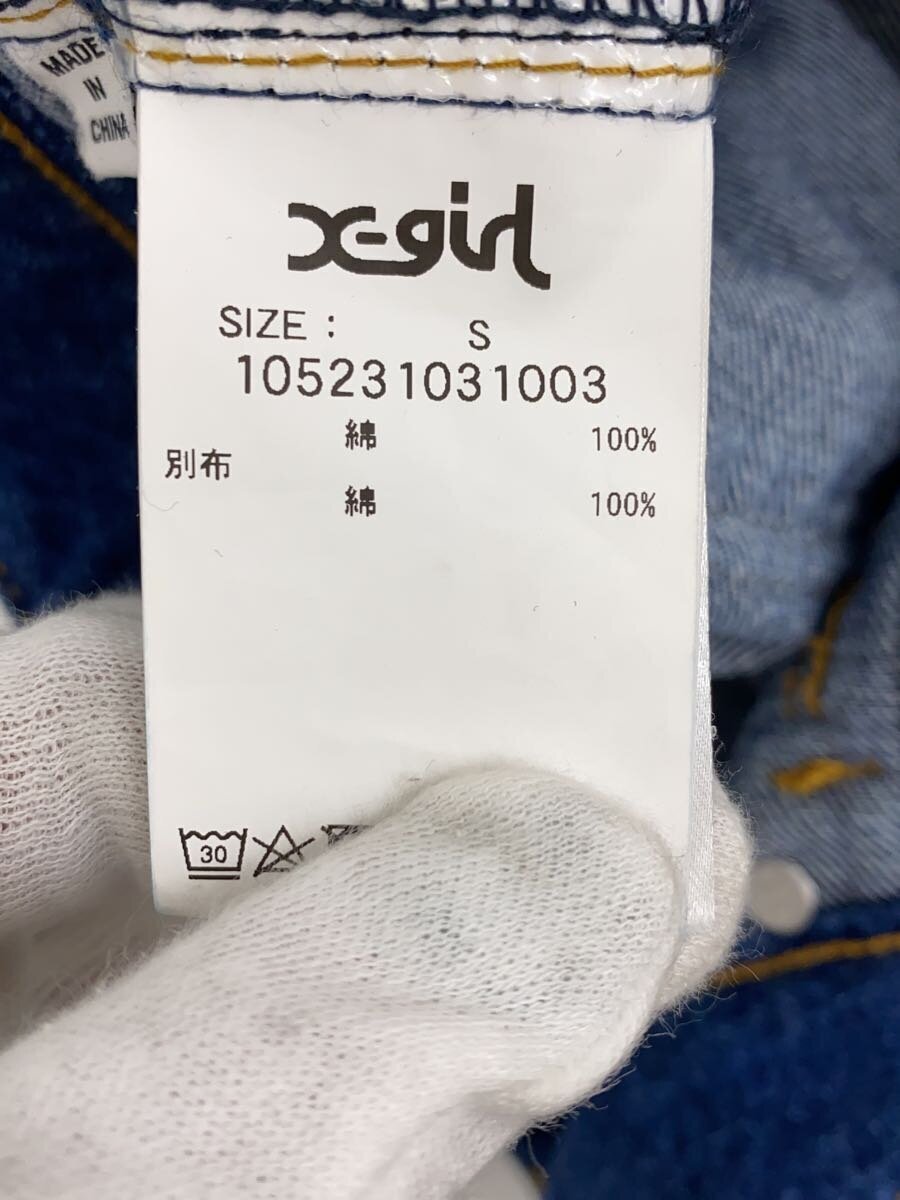 MADE
IN
CHINA
X-girl
SIZE : S
105231031003
綿 100%
別布
綿 100%
30